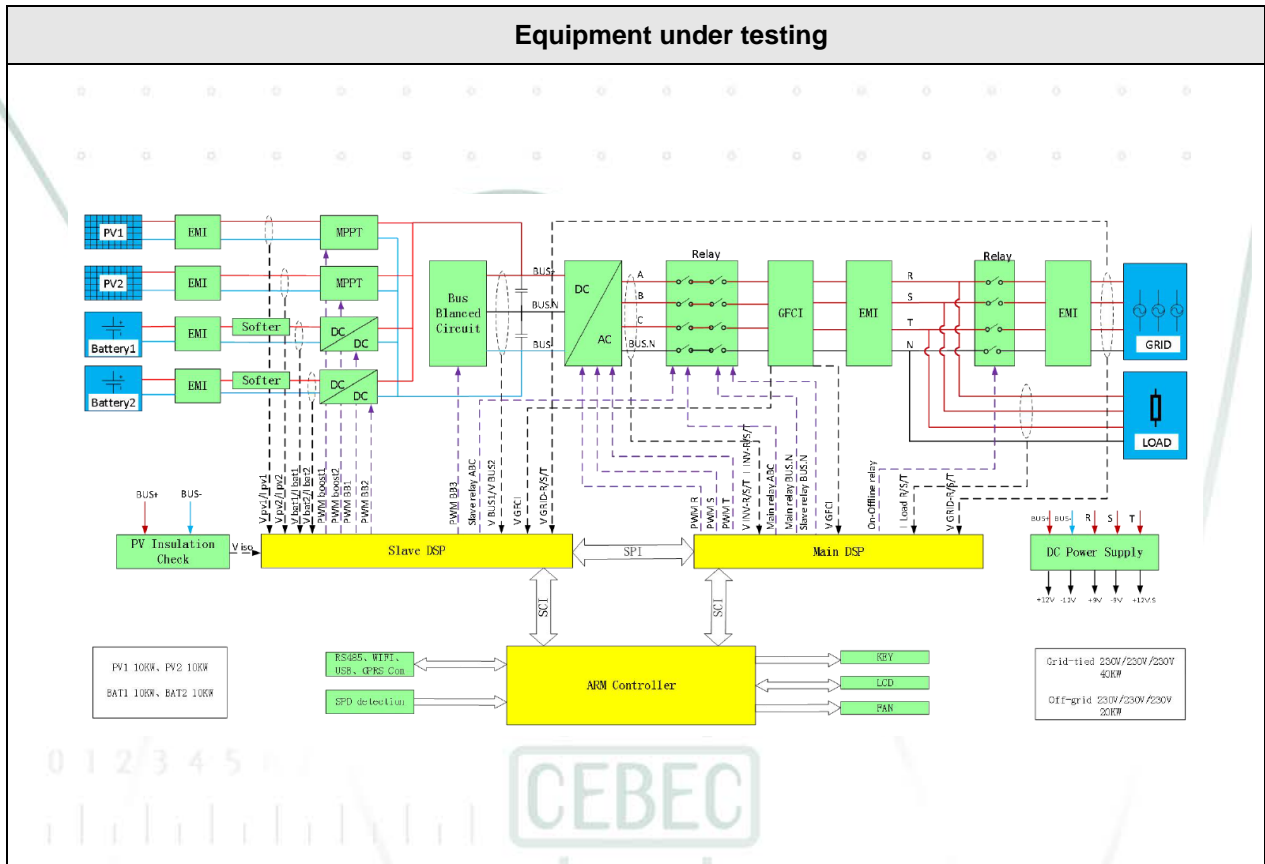 Equipment under testing
PV1
EMI
MPPT
PV2
EMI
MPPT
Battery1
EMI
Softer
DC
DC
Battery2
EMI
Softer
DC
DC
Bus
Blanced
Circuit
BUS+
BUS.N
BUS-
DC
AC
A
B
C
BUS.N
Relay
GFCI
EMI
R
S
T
N
Relay
EMI
GRID
LOAD
V pv1/I pv1
V pv2/I pv2
V bat1/I bat1
V bat2/I bat2
PWM boost1
PWM boost2
PWM BB1
PWM BB2
PWM BB3
Slave relay ABC
V BUS1/V BUS2
V GFCI
V GRID-R/S/T
PWM R
PWM S
PWM T
V INV-R/S/T I INV-R/S/T
Main relay ABC
Main relay BUS.N
Slave relay BUS.N
V GFCI
On-Offline relay
I Load R/S/T
V GRID-R/S/T
BUS+
BUS-
PV Insulation
Check
V iso
Slave DSP
SPI
Main DSP
BUS+
BUS-
R
S
T
DC Power Supply
+12V
+9V
-9V
+12V.S
SCI
SCI
PV1 10KW、PV2 10KW
BAT1 10KW、BAT2 10KW
RS485、WIFI、
USB、GPRS Com
SPD detection
ARM Controller
KEY
LCD
FAN
Grid-tied 230V/230V/230V
40KW
Off-grid 230V/230V/230V
20KW
0 1 2 3 4 5
CEBEC